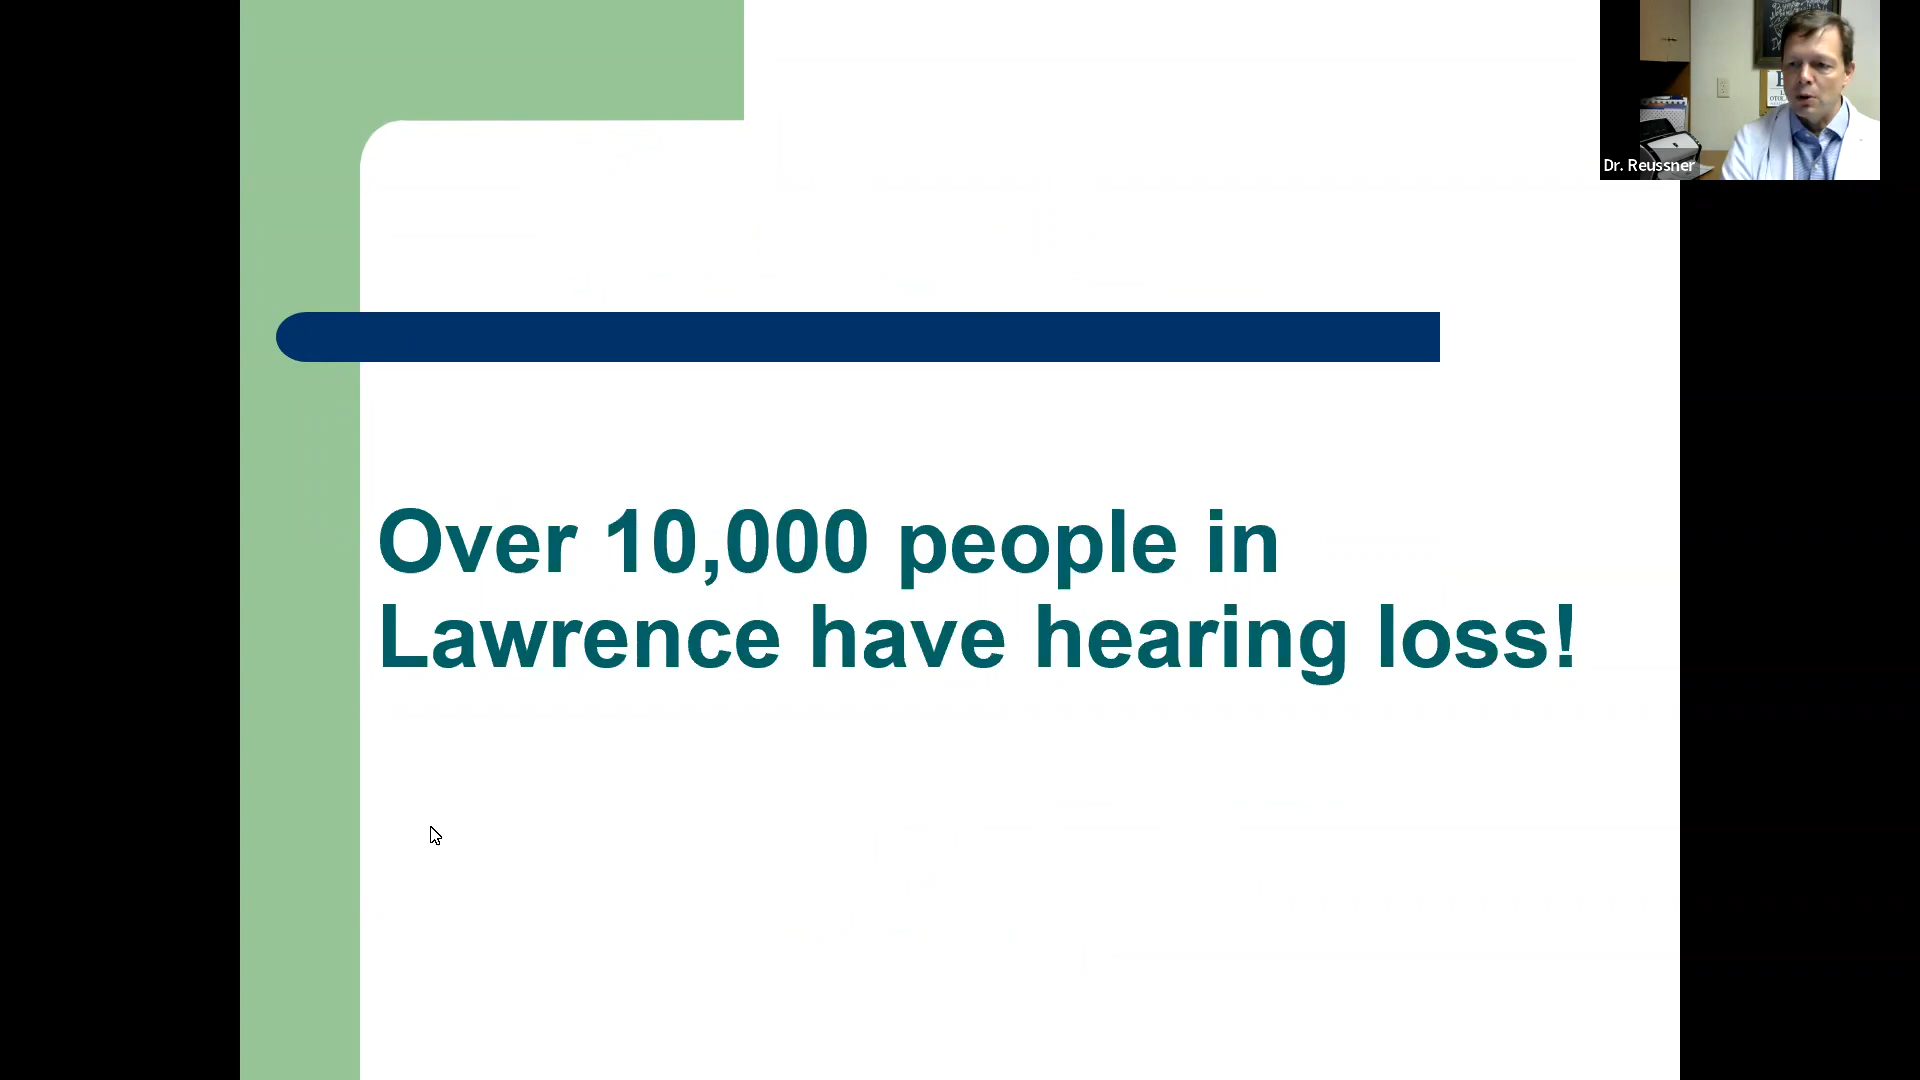 Over 10,000 people in
Lawrence have hearing loss!
Dr. Reussner